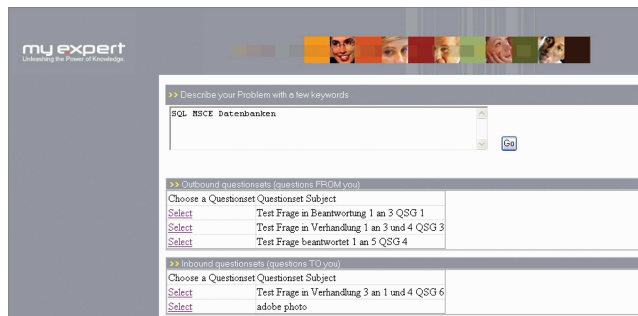 my expert
Unleashing the Power of Knowledge.
>> Describe your Problem with a few keywords
SQL MSCE Datenbanken
Go
>> Outbound questionsets (questions FROM you)
Choose a Questionset Questionset Subject
Select Test Frage in Beantwortung 1 an 3 QSG 1
Select Test Frage in Verhandlung 1 an 3 und 4 QSG 3
Select Test Frage beantwortet 1 an 5 QSG 4
>> Inbound questionsets (questions TO you)
Choose a Questionset Questionset Subject
Select Test Frage in Verhandlung 3 an 1 und 4 QSG 6
Select adobe photo